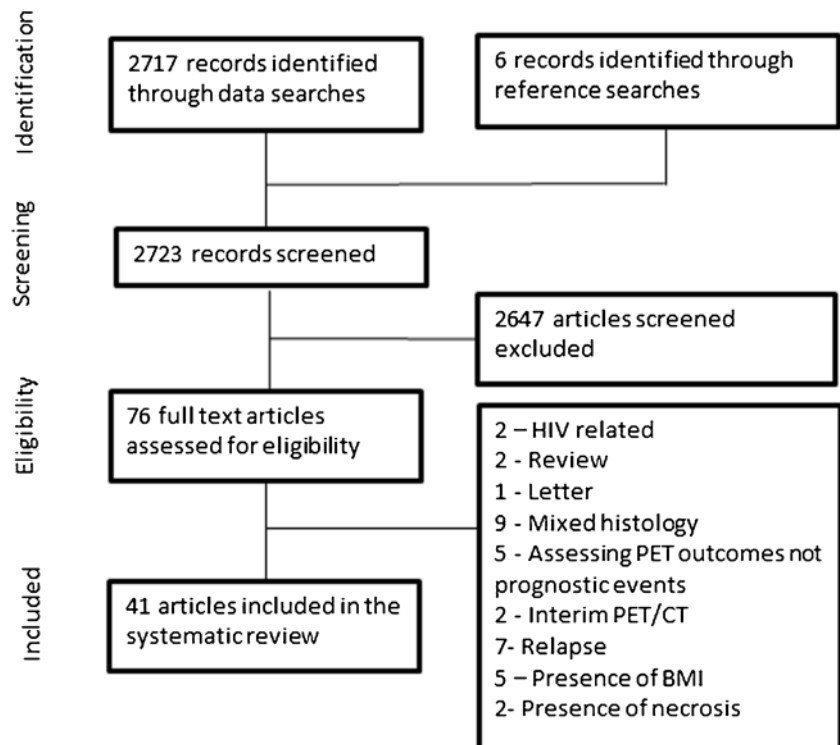 Identification
2717 records identified
through data searches
6 records identified through
reference searches
Screening
2723 records screened
2647 articles screened
excluded
Eligibility
76 full text articles
assessed for eligibility
2 – HIV related
2 - Review
1 - Letter
9 - Mixed histology
5 - Assessing PET outcomes not
prognostic events
2 - Interim PET/CT
7- Relapse
5 – Presence of BMI
2- Presence of necrosis
Included
41 articles included in the
systematic review